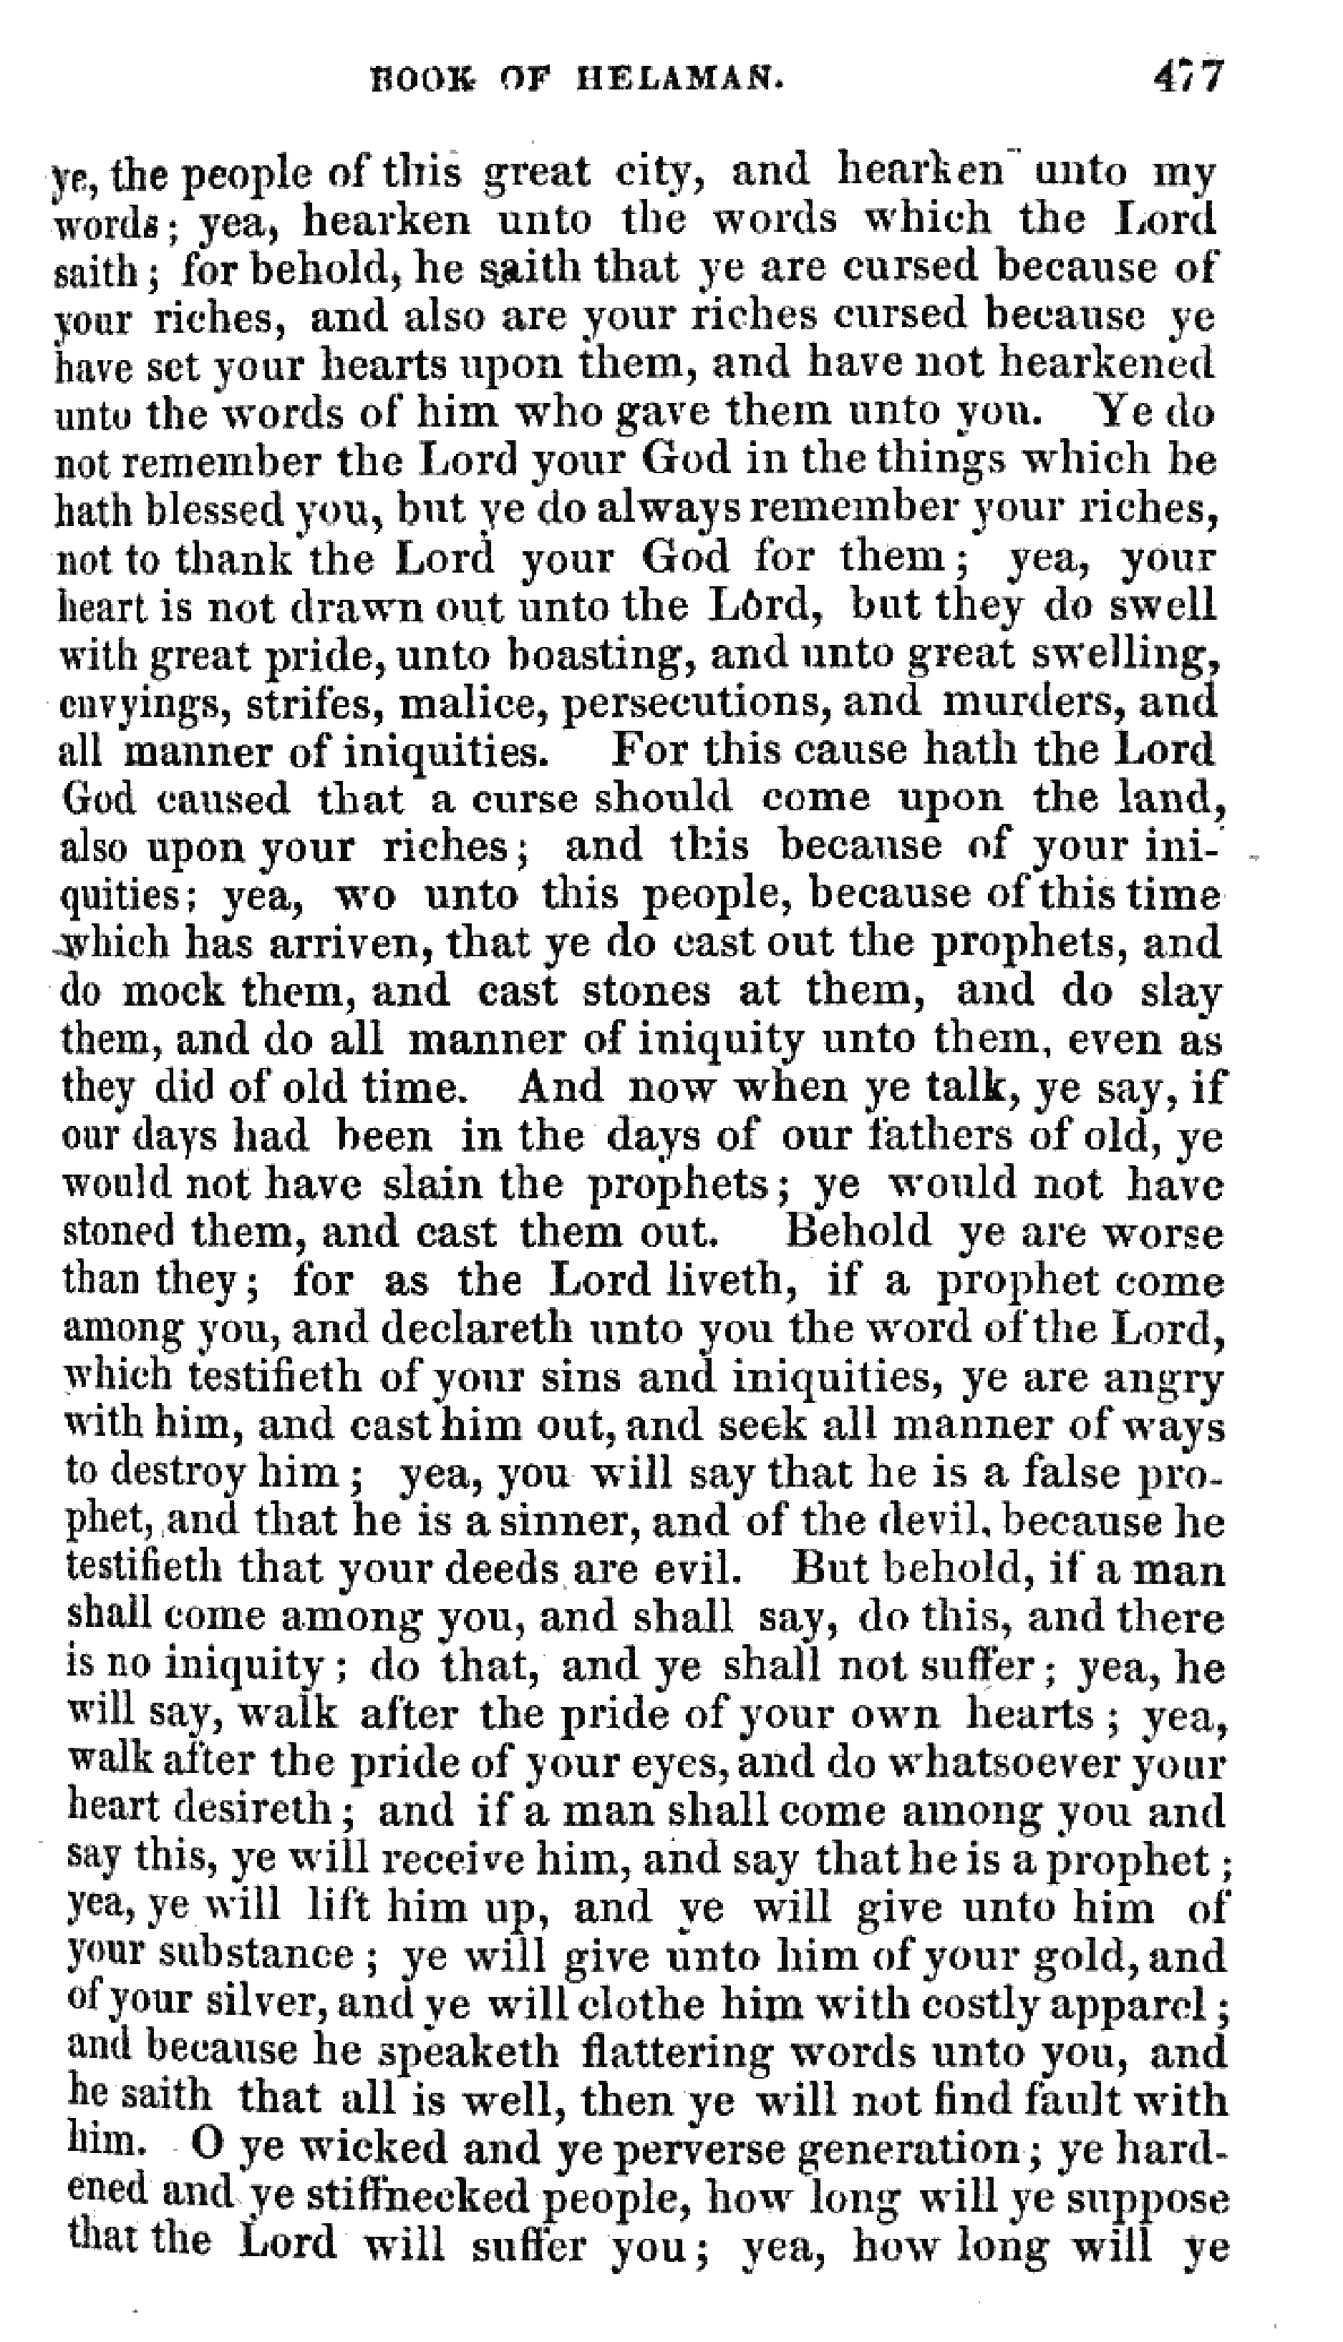 BOOK OF HELAMAN. 477
ye, the people of this great city, and hearken unto my
words; yea, hearken unto the words which the Lord
saith; for behold, he saith that ye are cursed because of
your riches, and also are your riches cursed because ye
have set your hearts upon them, and have not hearkened
unto the words of him who gave them unto you. Ye do
not remember the Lord your God in the things which he
hath blessed you, but ye do always remember your riches,
not to thank the Lord your God for them; yea, your
heart is not drawn out unto the Lord, but they do swell
with great pride, unto boasting, and unto great swelling,
envyings, strifes, malice, persecutions, and murders, and
all manner of iniquities. For this cause hath the Lord
God caused that a curse should come upon the land,
also upon your riches; and this because of your ini-
quities; yea, wo unto this people, because of this time
which has arriven, that ye do cast out the prophets, and
do mock them, and cast stones at them, and do slay
them, and do all manner of iniquity unto them, even as
they did of old time. And now when ye talk, ye say, if
our days had been in the days of our fathers of old, ye
would not have slain the prophets; ye would not have
stoned them, and cast them out. Behold ye are worse
than they; for as the Lord liveth, if a prophet come
among you, and declareth unto you the word of the Lord,
which testifieth of your sins and iniquities, ye are angry
with him, and cast him out, and seek all manner of ways
to destroy him; yea, you will say that he is a false pro-
phet, and that he is a sinner, and of the devil, because he
testifieth that your deeds are evil. But behold, if a man
shall come among you, and shall say, do this, and there
is no iniquity; do that, and ye shall not suffer; yea, he
will say, walk after the pride of your own hearts; yea,
walk after the pride of your eyes, and do whatsoever your
heart desireth; and if a man shall come among you and
say this, ye will receive him, and say that he is a prophet;
yea, ye will lift him up, and ye will give unto him of
your substance; ye will give unto him of your gold, and
of your silver, and ye will clothe him with costly apparel;
and because he speaketh flattering words unto you, and
he saith that all is well, then ye will not find fault with
him. O ye wicked and ye perverse generation; ye hard-
ened and ye stiffnecked people, how long will ye suppose
that the Lord will suffer you; yea, how long will ye